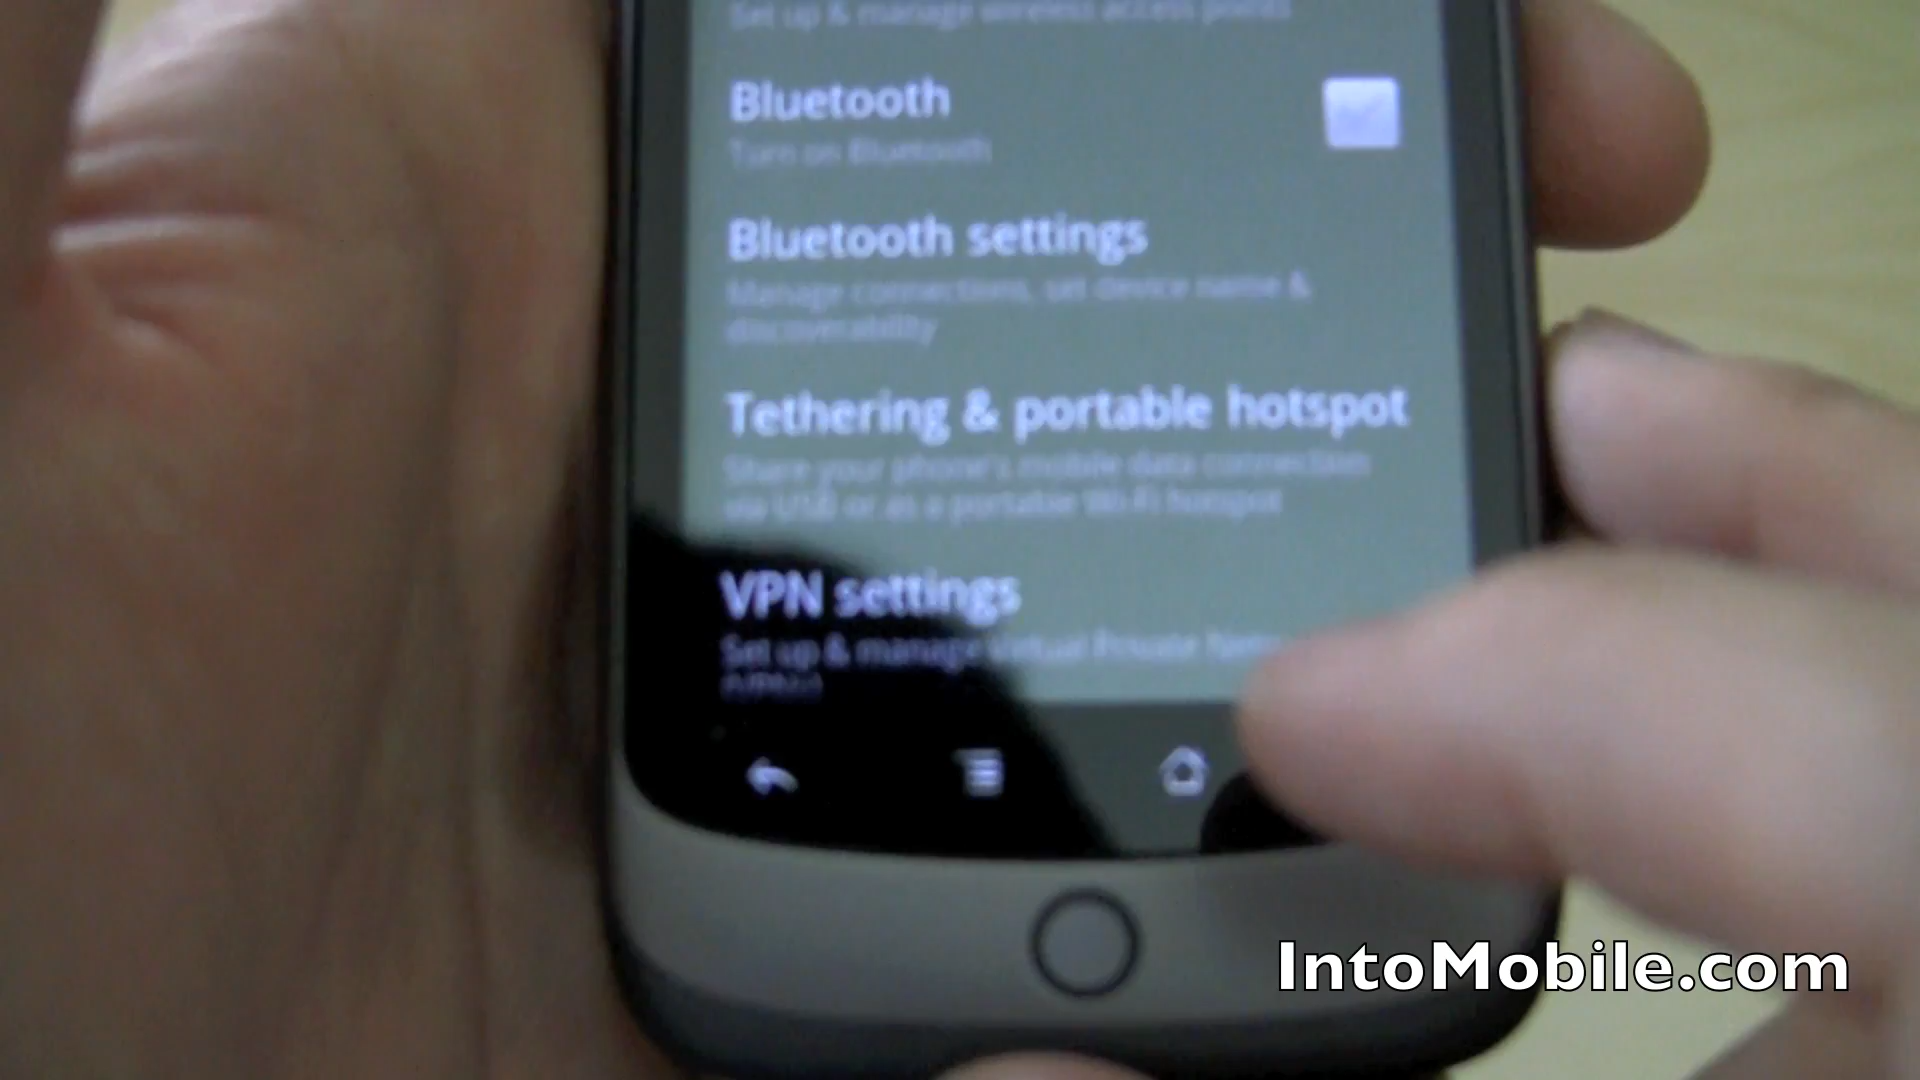 Set up & manage wireless access points
Bluetooth
Turn on Bluetooth
Bluetooth settings
Manage connections, set device name &
discoverability
Tethering & portable hotspot
Share your phone's mobile data connection
via USB or as a portable Wi-Fi hotspot
VPN settings
Set up & manage Virtual Private
(VPNs)
IntoMobile.com